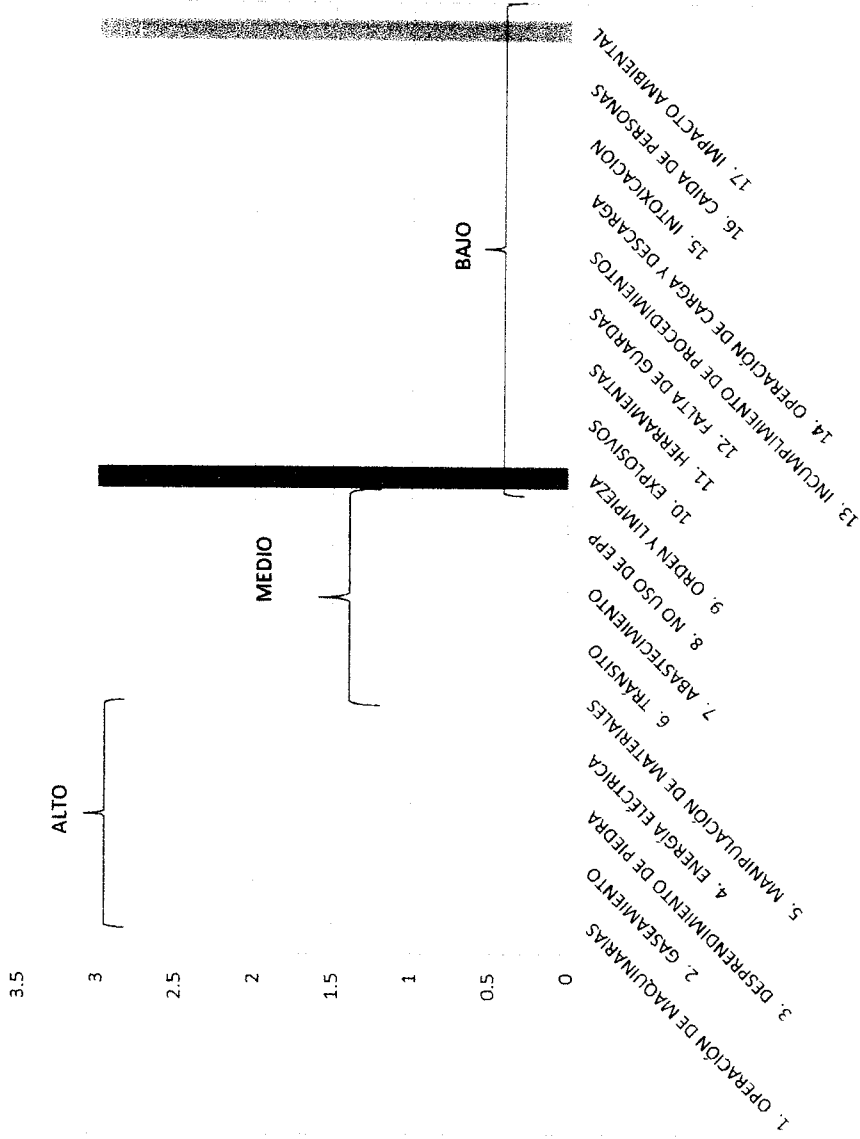 3.5
3
2.5
2
1.5
1
0.5
0
ALTO
MEDIO
BAJO
1. OPERACIÓN DE MAQUINARIAS
2. GASEAMIENTO
3. DESPRENDIMIENTO DE PIEDRA
4. ENERGÍA ELÉCTRICA
5. MANIPULACIÓN DE MATERIALES
6. TRÁNSITO
7. ABASTECIMIENTO
8. NO USO DE EPP
9. ORDEN Y LIMPIEZA
10. EXPLOSIVOS
11. HERRAMIENTAS
12. FALTA DE GUARDAS
13. INCUMPLIMIENTO DE PROCEDIMIENTOS
14. OPERACIÓN DE CARGA Y DESCARGA
15. INTOXICACION
16. CAIDA DE PERSONAS
17. IMPACTO AMBIENTAL